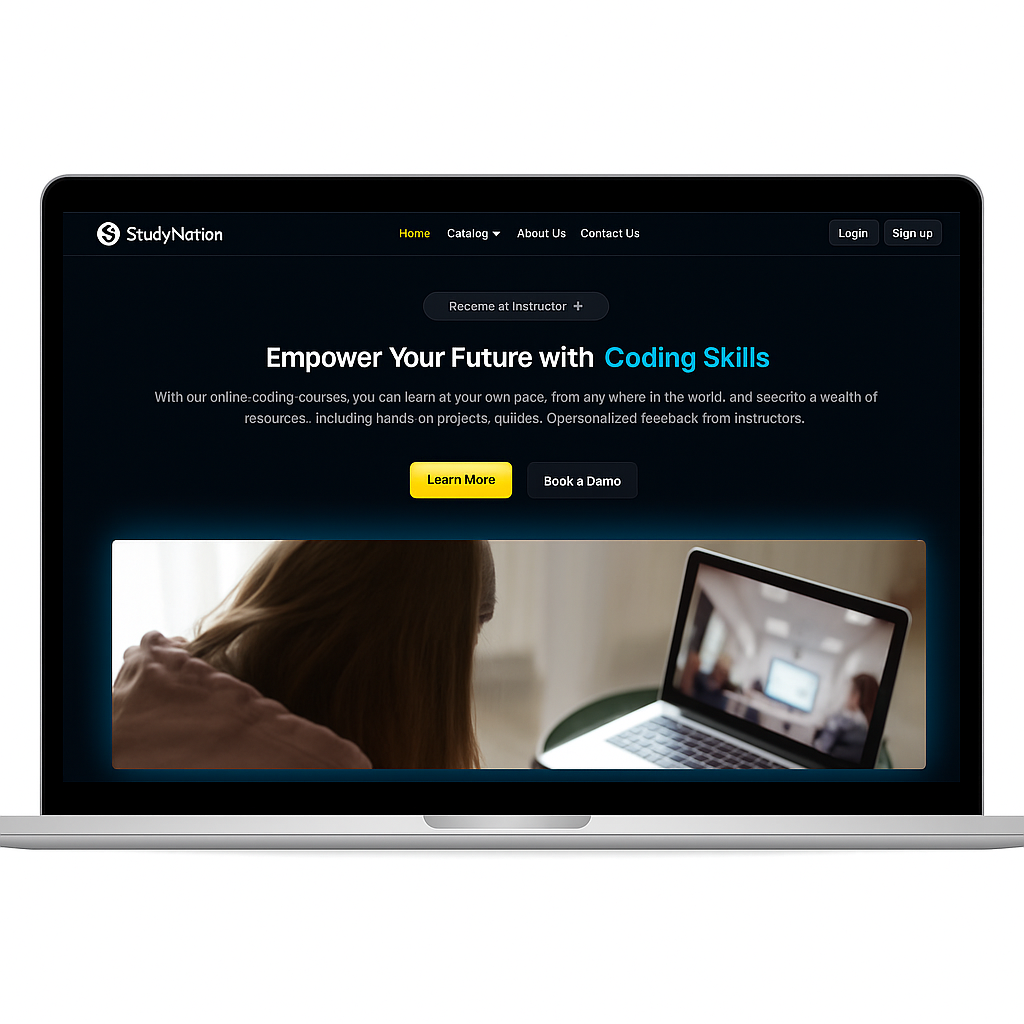 StudyNation
Home Catalog About Us Contact Us
Login Sign up
Receme at Instructor +
Empower Your Future with Coding Skills
With our online:-coding-courses, you can learn at your own pace, from any where in the world. and seecrito a wealth of
resources.. including hands-on projects, quiides. Opersonalized feeeback from instructors.
Learn More Book a Damo